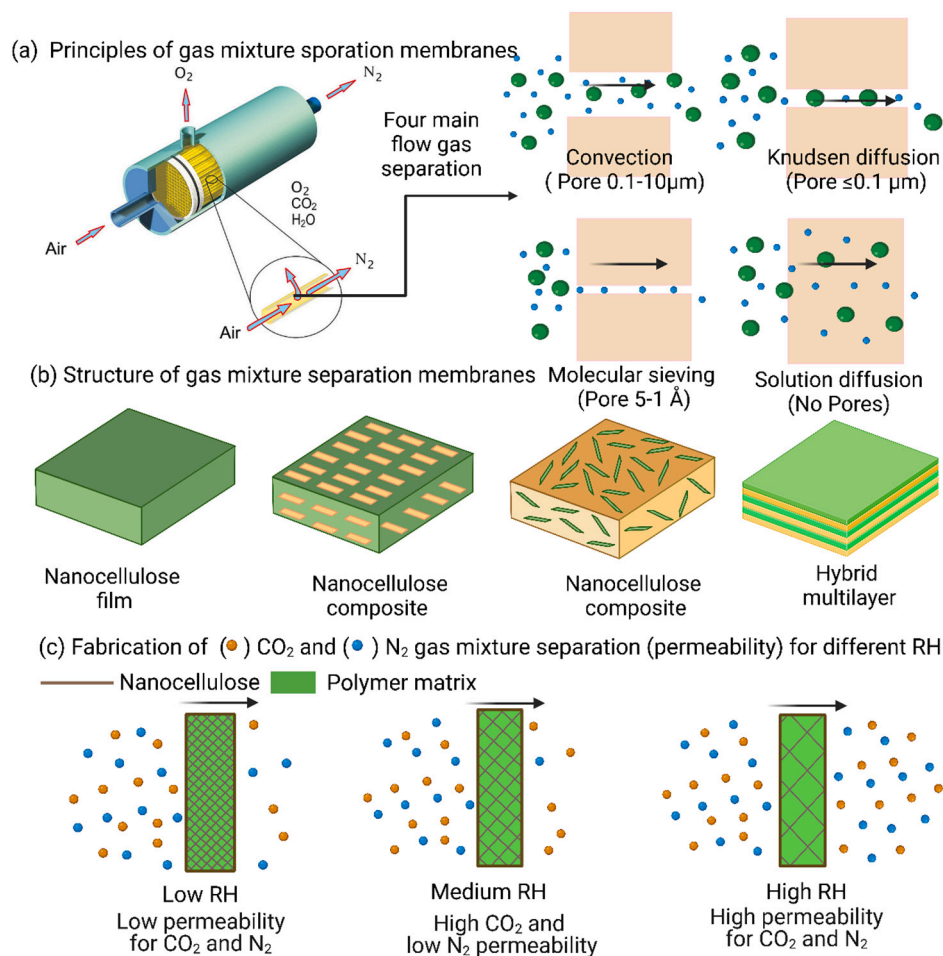 (a) Principles of gas mixture sporation membranes
O₂
N₂
Four main
flow gas
separation
O₂
CO₂
H₂O
Air
N₂
Air
Convection
( Pore 0.1-10μm)
Knudsen diffusion
(Pore ≤0.1 μm)
Molecular sieving
(Pore 5-1 Å)
Solution diffusion
(No Pores)
(b) Structure of gas mixture separation membranes
Nanocellulose
film
Nanocellulose
composite
Nanocellulose
composite
Hybrid
multilayer
(c) Fabrication of ( ) CO₂ and ( ) N₂ gas mixture separation (permeability) for different RH
Nanocellulose
Polymer matrix
Low RH
Low permeability
for CO₂ and N₂
Medium RH
High CO₂ and
low N₂ permeability
High RH
High permeability
for CO₂ and N₂